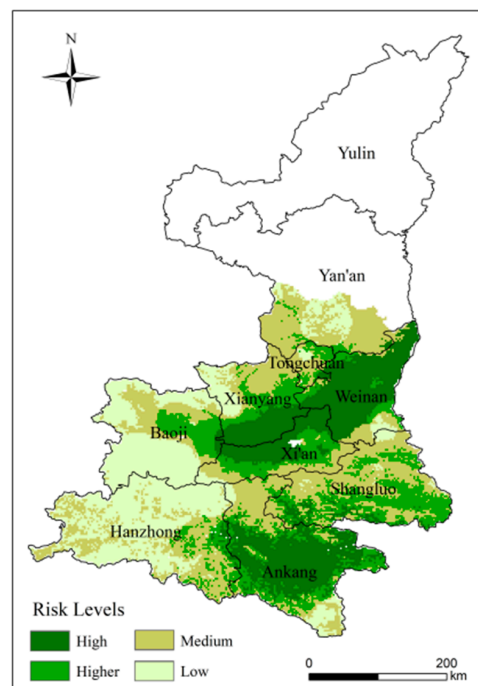 N
Yulin
Yan'an
Tongchuan
Xianyang
Weinan
Baoji
Xi'an
Shangluo
Hanzhong
Ankang
Risk Levels
High
Medium
Higher
Low
0
200
km